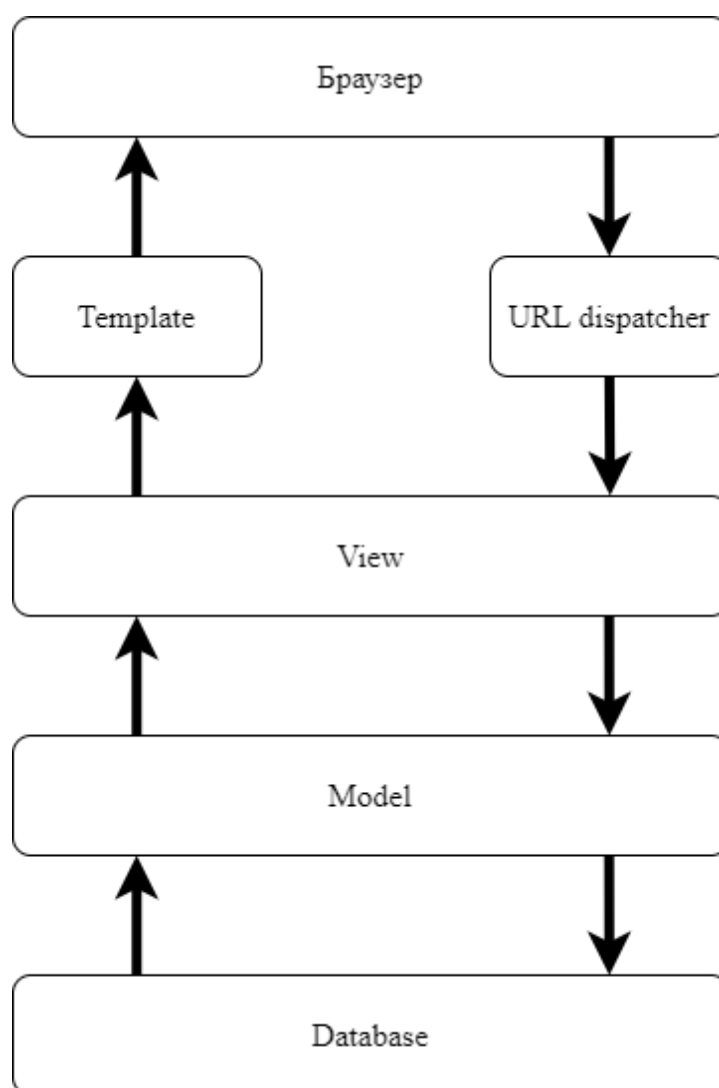 Браузер
Template
URL dispatcher
View
Model
Database